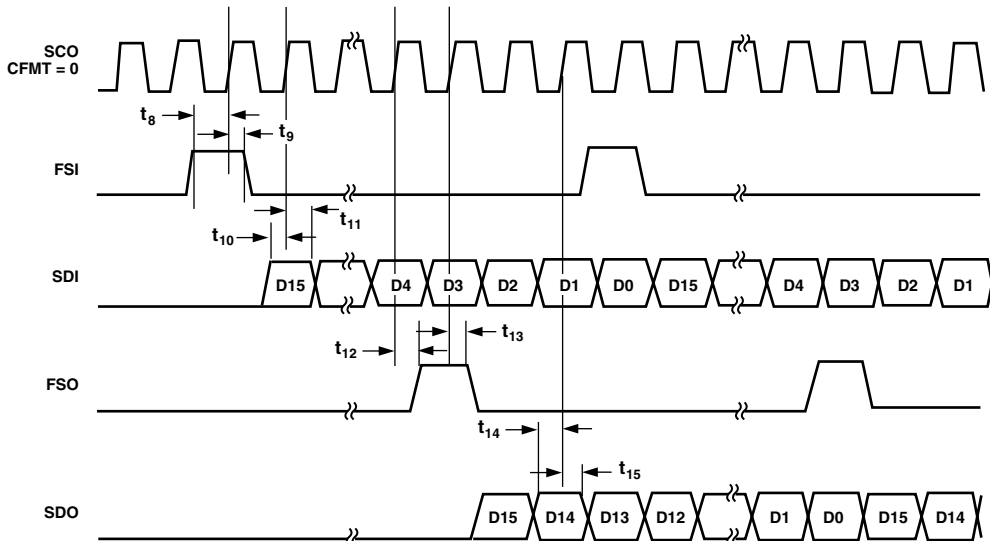 SCO
CFMT = 0
t8
t9
FSI
t11
t10
SDI
D15 D4 D3 D2 D1 D0 D15 D4 D3 D2 D1
t13
t12
FSO
t14
t15
SDO
D15 D14 D13 D12 D1 D0 D15 D14